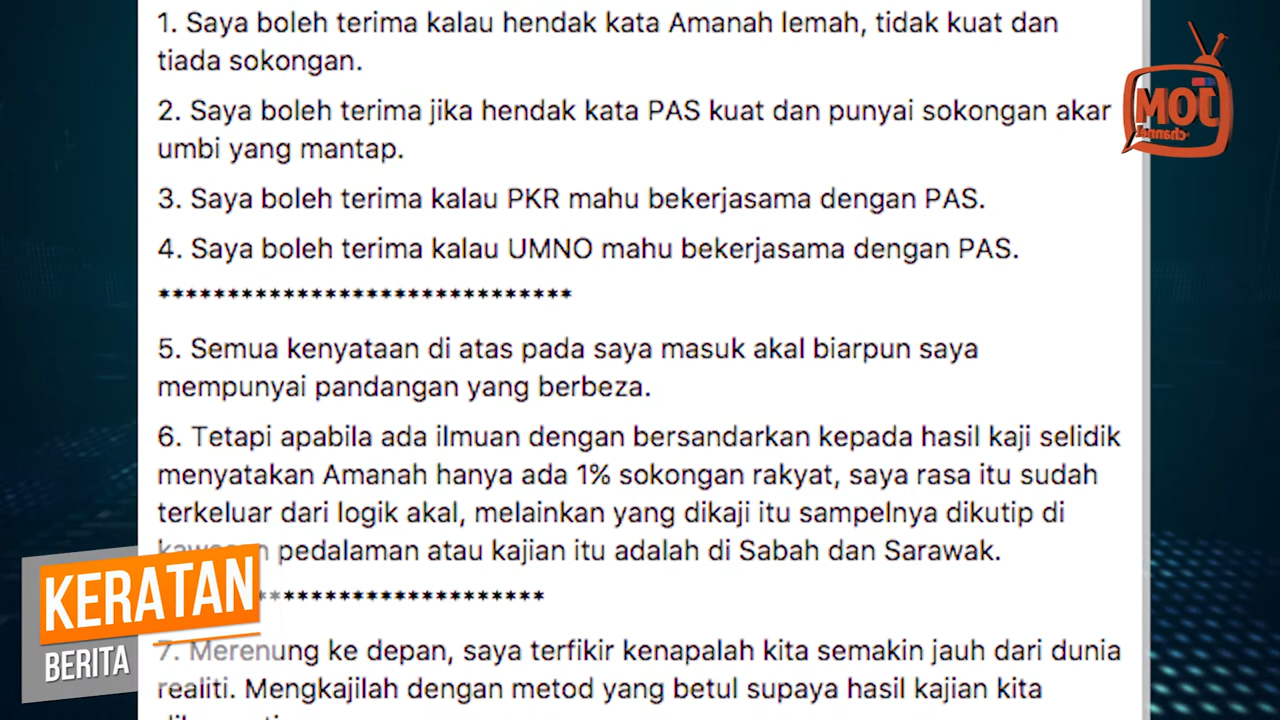 1. Saya boleh terima kalau hendak kata Amanah lemah, tidak kuat dan
tiada sokongan.
2. Saya boleh terima jika hendak kata PAS kuat dan punyai sokongan akar
umbi yang mantap.
3. Saya boleh terima kalau PKR mahu bekerjasama dengan PAS.
4. Saya boleh terima kalau UMNO mahu bekerjasama dengan PAS.
******************************
5. Semua kenyataan di atas pada saya masuk akal biarpun saya
mempunyai pandangan yang berbeza.
6. Tetapi apabila ada ilmuan dengan bersandarkan kepada hasil kaji selidik
menyatakan Amanah hanya ada 1% sokongan rakyat, saya rasa itu sudah
terkeluar dari logik akal, melainkan yang dikaji itu sampelnya dikutip di
pedalaman atau kajian itu adalah di Sabah dan Sarawak.
*********************
7. Merenung ke depan, saya terfikir kenapalah kita semakin jauh dari dunia
realiti. Mengkajilah dengan metod yang betul supaya hasil kajian kita
KERATAN
BERITA
JOM
channel